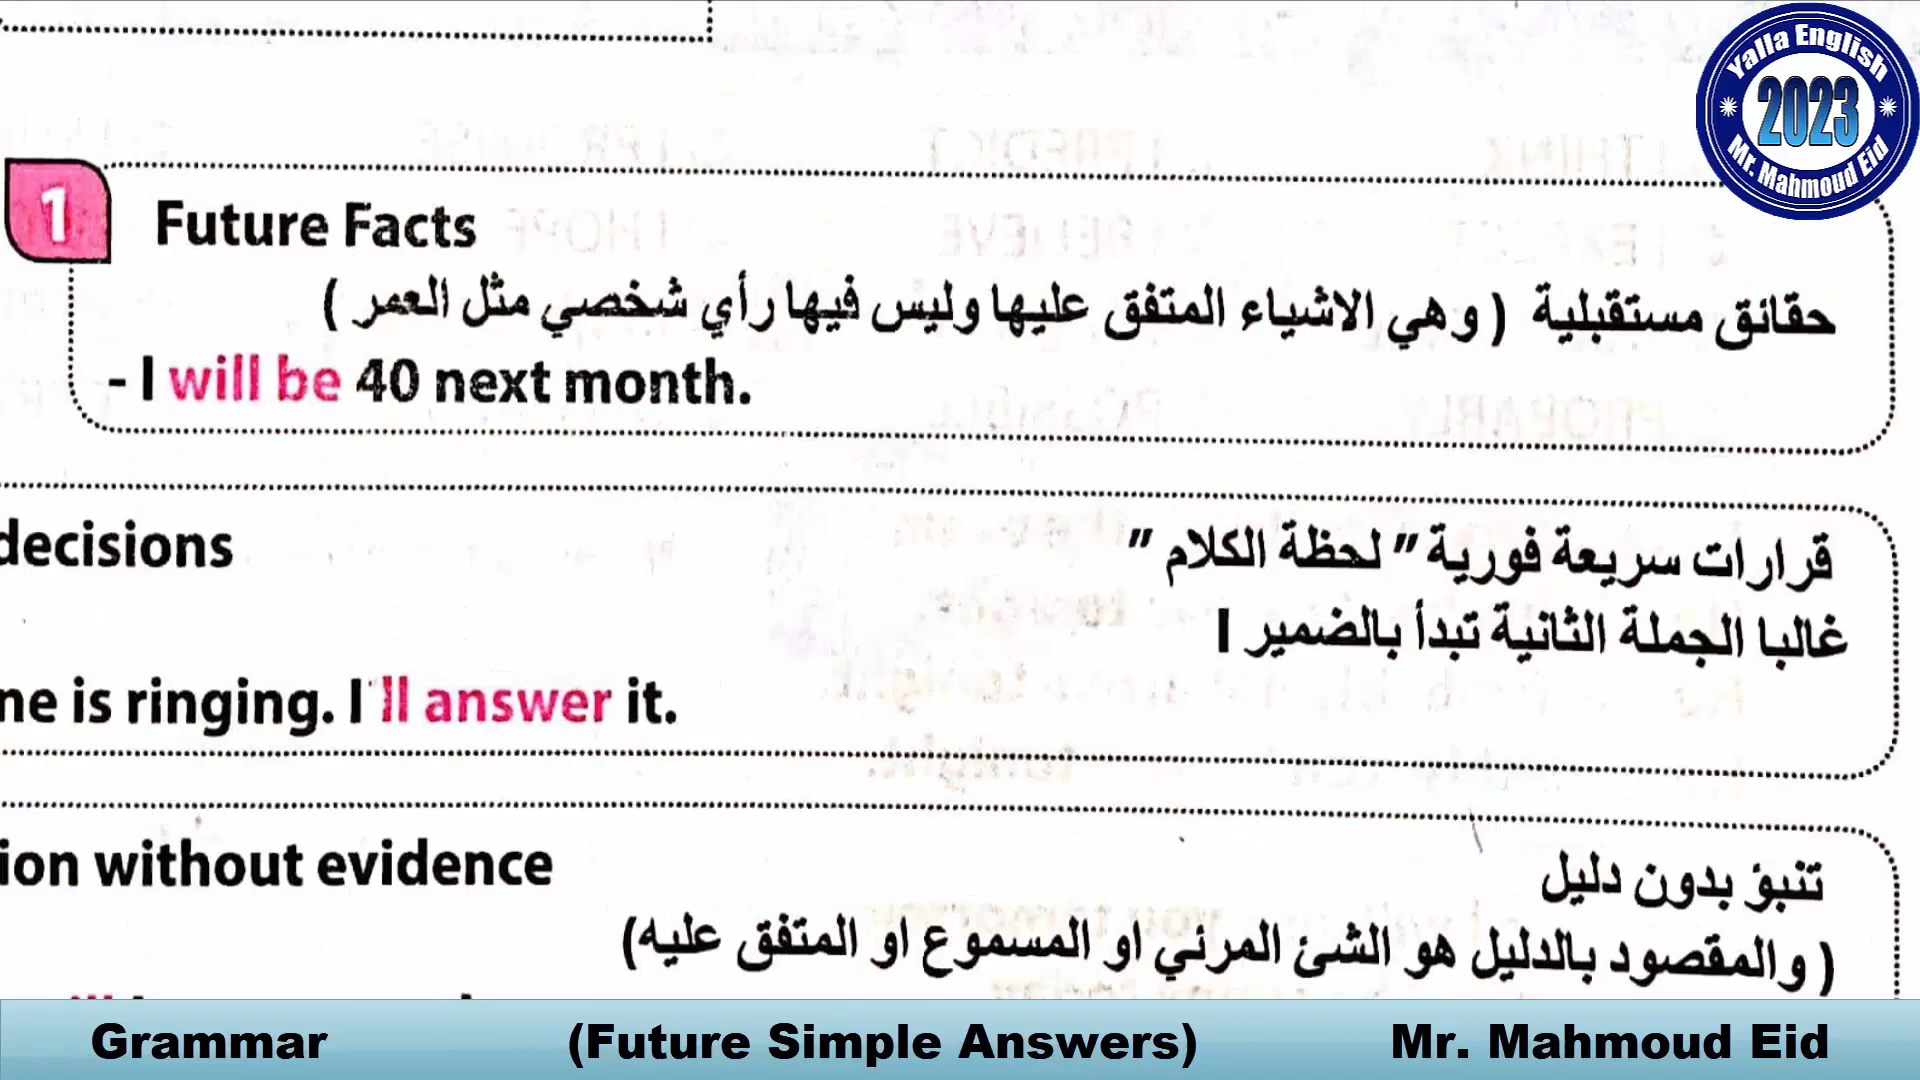 Yalla English
2023
Mr. Mahmoud Eid
1
Future Facts
حقائق مستقبلية ( وهي الاشياء المتفق عليها وليس فيها رأي شخصي مثل العمر )
- I will be 40 next month.
decisions
قرارات سريعة فورية " لحظة الكلام "
غالبا الجملة الثانية تبدأ بالضمير I
ne is ringing. I'll answer it.
ion without evidence
تنبؤ بدون دليل
( والمقصود بالدليل هو الشئ المرئي او المسموع او المتفق عليه)
Grammar (Future Simple Answers) Mr. Mahmoud Eid